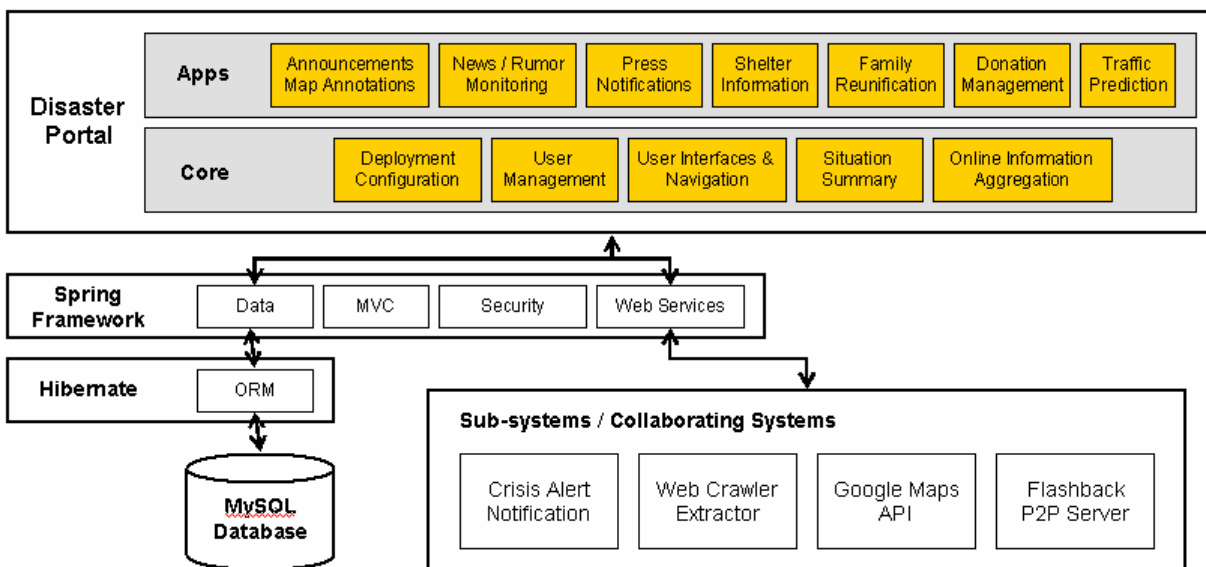 Disaster
Portal
Apps
Announcements
Map Annotations
News / Rumor
Monitoring
Press
Notifications
Shelter
Information
Family
Reunification
Donation
Management
Traffic
Prediction
Core
Deployment
Configuration
User
Management
User Interfaces &
Navigation
Situation
Summary
Online Information
Aggregation
Spring
Framework
Data
MVC
Security
Web Services
Hibernate
ORM
MySQL
Database
Sub-systems / Collaborating Systems
Crisis Alert
Notification
Web Crawler
Extractor
Google Maps
API
Flashback
P2P Server